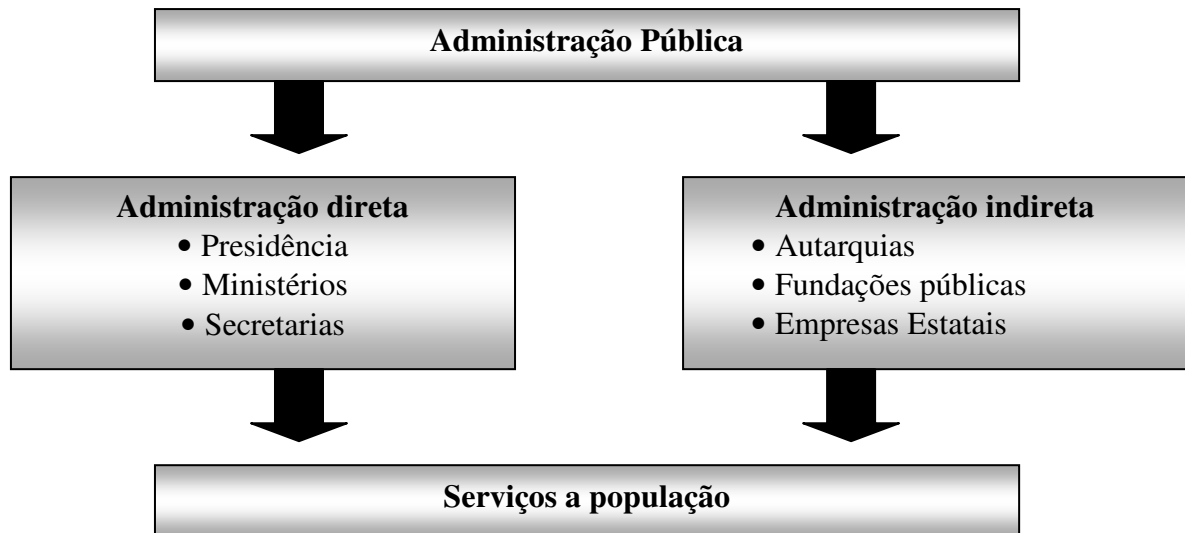 Administração Pública
Administração direta
• Presidência
• Ministérios
• Secretarias
Administração indireta
• Autarquias
• Fundações públicas
• Empresas Estatais
Serviços a população